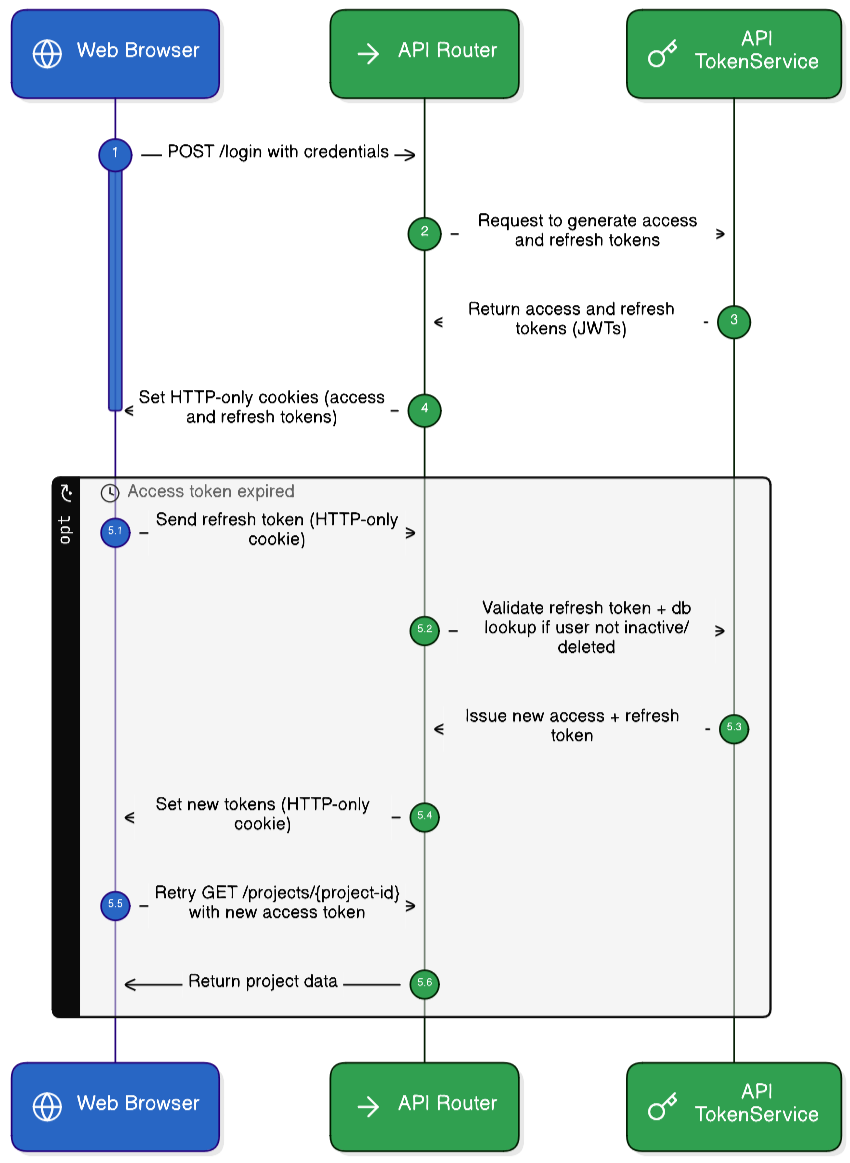 Web Browser
API Router
API
TokenService
1
POST /login with credentials
2
Request to generate access
and refresh tokens
Return access and refresh
tokens (JWTs)
3
Set HTTP-only cookies (access
and refresh tokens)
4
opt
Access token expired
5.1
Send refresh token (HTTP-only
cookie)
5.2
Validate refresh token + db
lookup if user not inactive/
deleted
Issue new access + refresh
token
5.3
Set new tokens (HTTP-only
cookie)
5.4
5.5
Retry GET /projects/{project-id}
with new access token
Return project data
5.6
Web Browser
API Router
API
TokenService